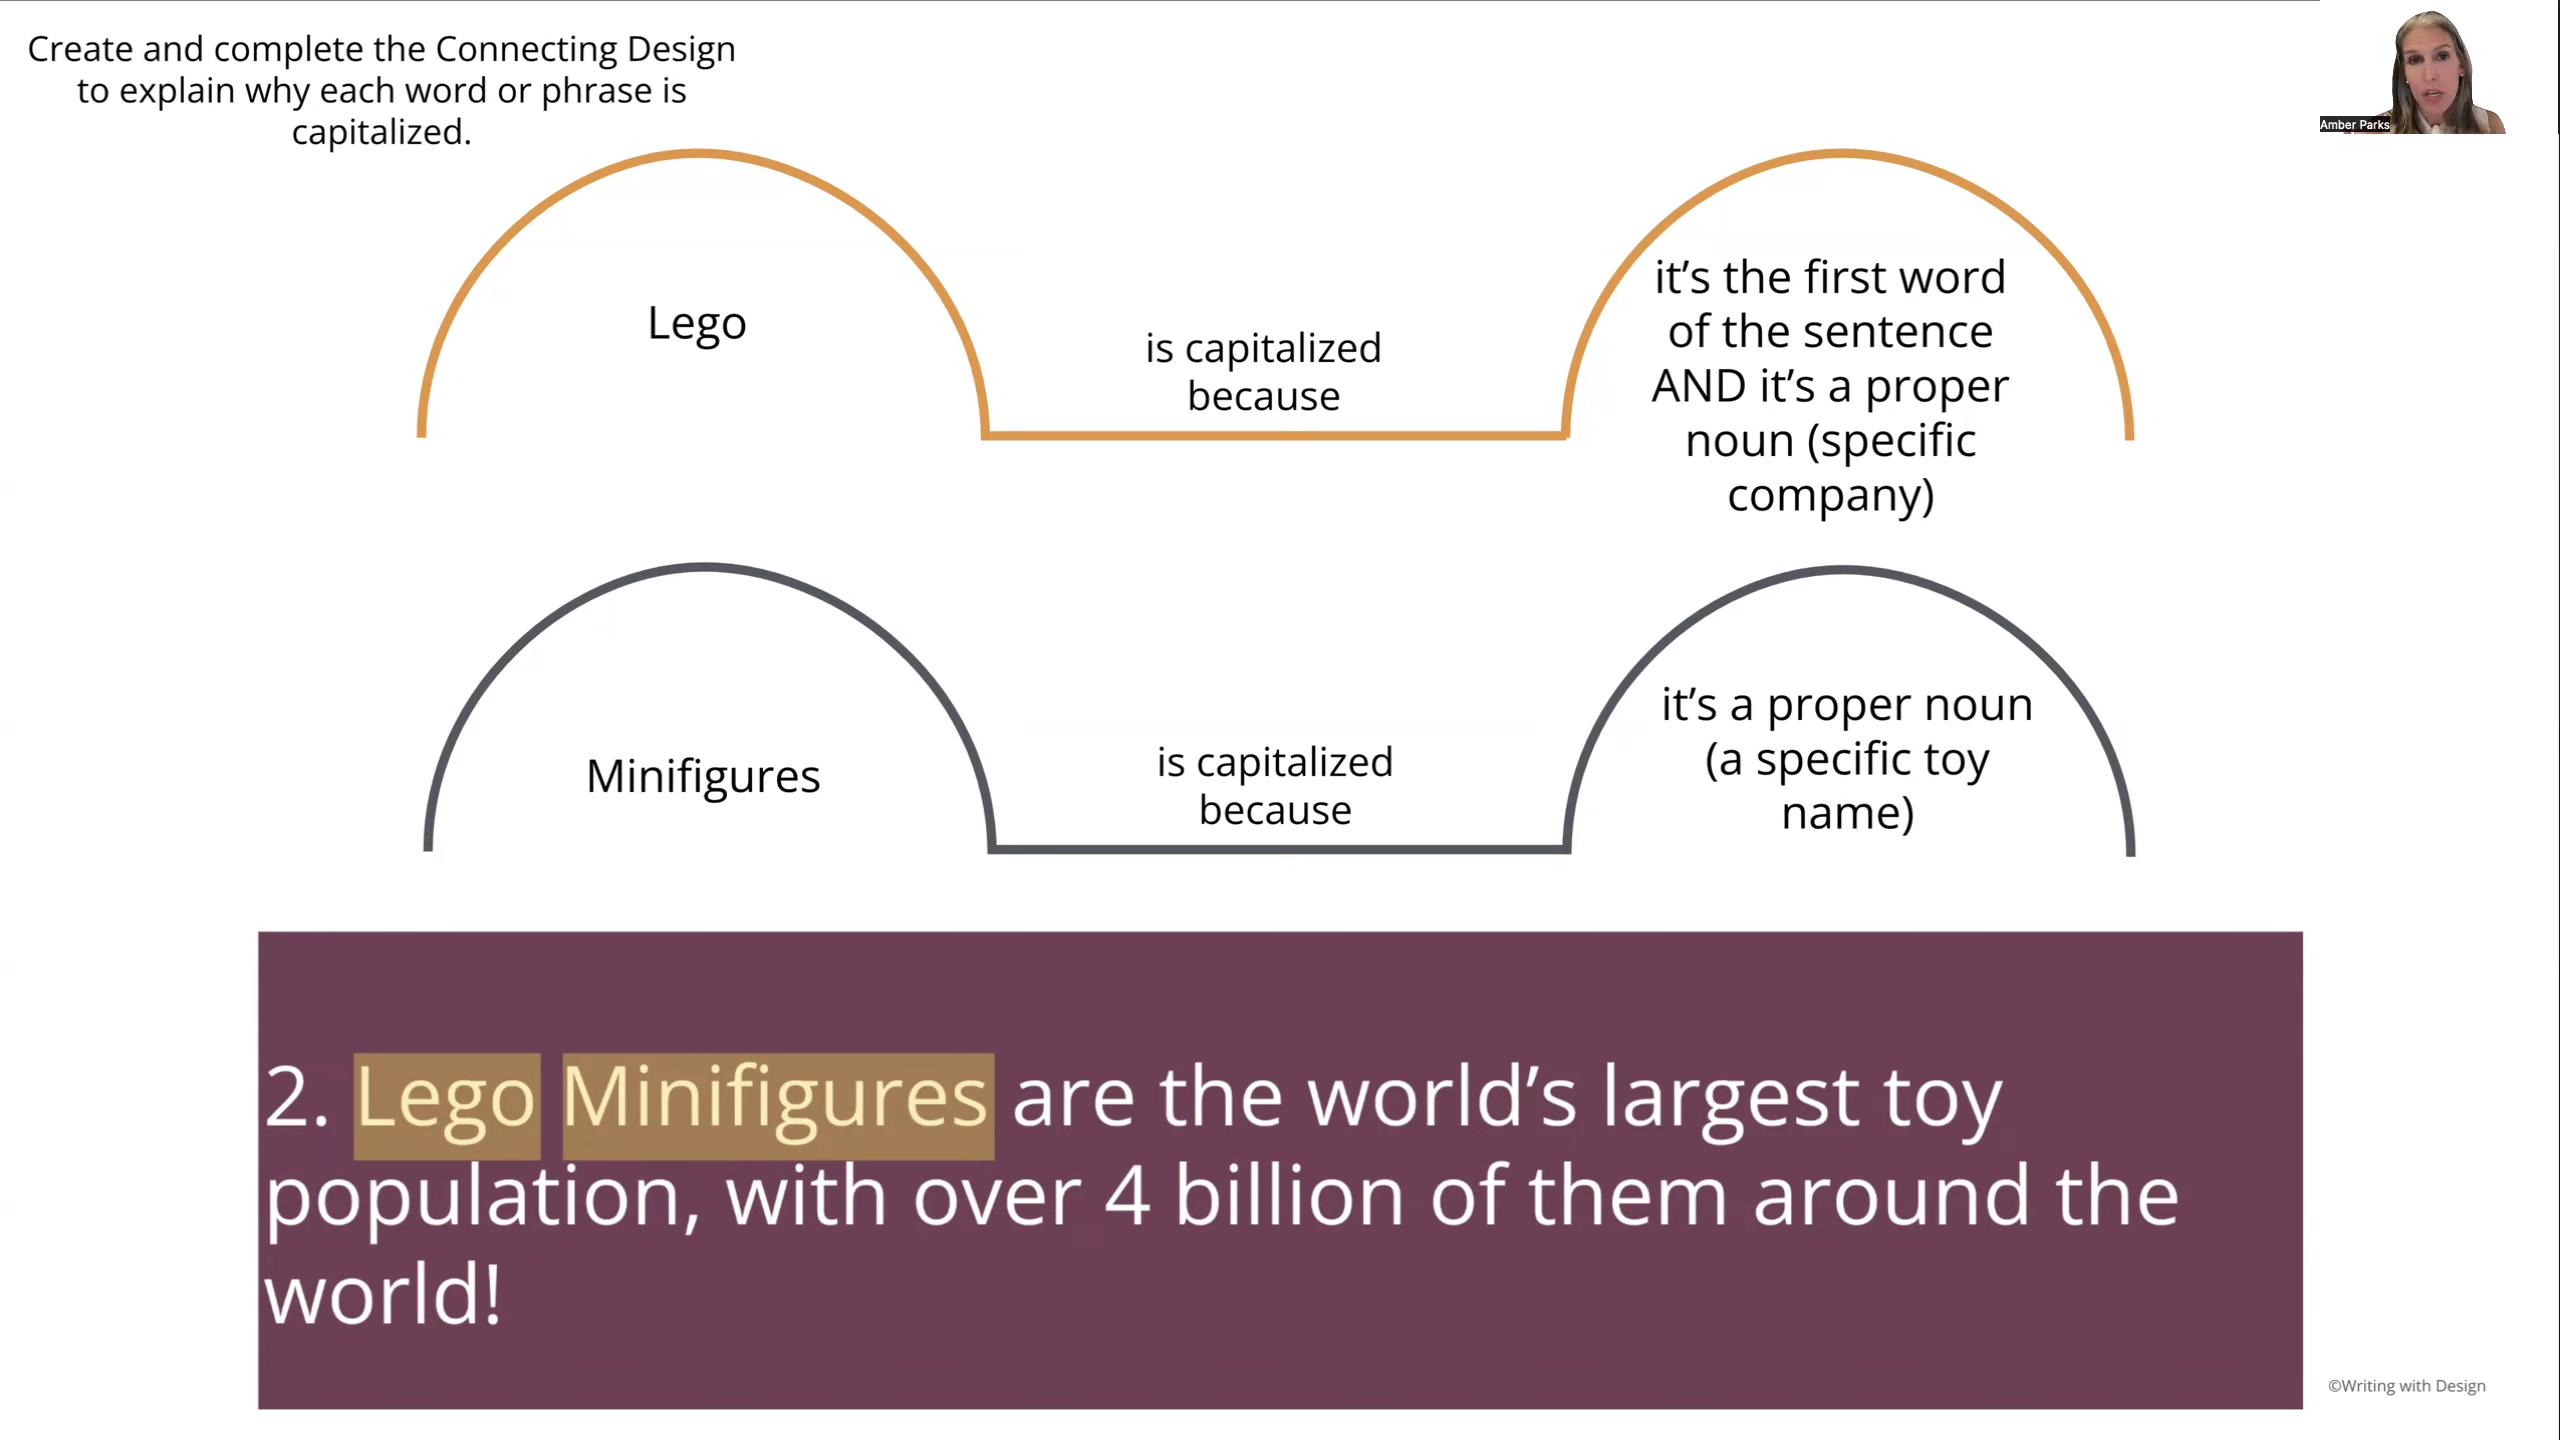 Create and complete the Connecting Design
to explain why each word or phrase is
capitalized.
Amber Parks
Lego
is capitalized
because
it’s the first word
of the sentence
AND it’s a proper
noun (specific
company)
Minifigures
is capitalized
because
it’s a proper noun
(a specific toy
name)
2. Lego Minifigures are the world’s largest toy
population, with over 4 billion of them around the
world!
©Writing with Design